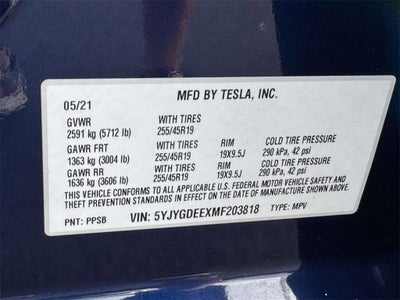 MFD BY TESLA, INC.
05/21
GVWR WITH TIRES
2591 kg (5712 lb) 255/45R19
GAWR FRT WITH TIRES RIM COLD TIRE PRESSURE
1363 kg (3004 lb) 255/45R19 19X9.5J 290 kPa, 42 psi
GAWR RR WITH TIRES RIM COLD TIRE PRESSURE
1636 kg (3606 lb) 255/45R19 19X9.5J 290 kPa, 42 psi
THIS VEHICLE CONFORMS TO ALL APPLICABLE U.S. FEDERAL MOTOR VEHICLE SAFETY AND
THEFT PREVENTION STANDARDS IN EFFECT ON THE DATE OF MANUFACTURE SHOWN ABOVE.
PNT: PPSB VIN: 5YJYGDEEXMF203818 TYPE: MPV